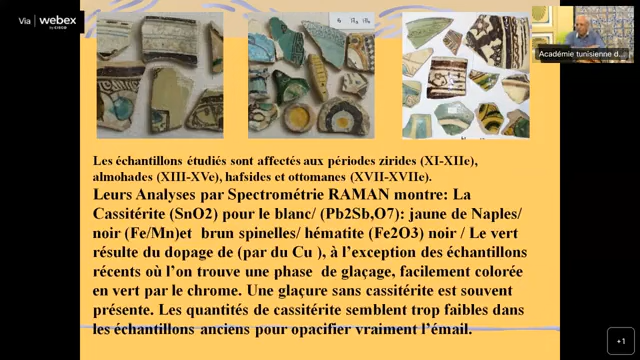 Via webex
by CISCO
Académie tunisienne d...
Les échantillons étudiés sont affectés aux périodes zirides (XI-XIIe),
almohades (XIII-XVe), hafsides et ottomanes (XVII-XVIIe).
Leurs Analyses par Spectrométrie RAMAN montre: La
Cassitérite (SnO2) pour le blanc/ (Pb2Sb,O7): jaune de Naples/
noir (Fe/Mn)et brun spinelles/ hématite (Fe2O3) noir / Le vert
résulte du dopage de (par du Cu ), à l'exception des échantillons
récents où l'on trouve une phase de glaçage, facilement colorée
en vert par le chrome. Une glaçure sans cassitérite est souvent
présente. Les quantités de cassitérite semblent trop faibles dans
les échantillons anciens pour opacifier vraiment l'émail.
+1